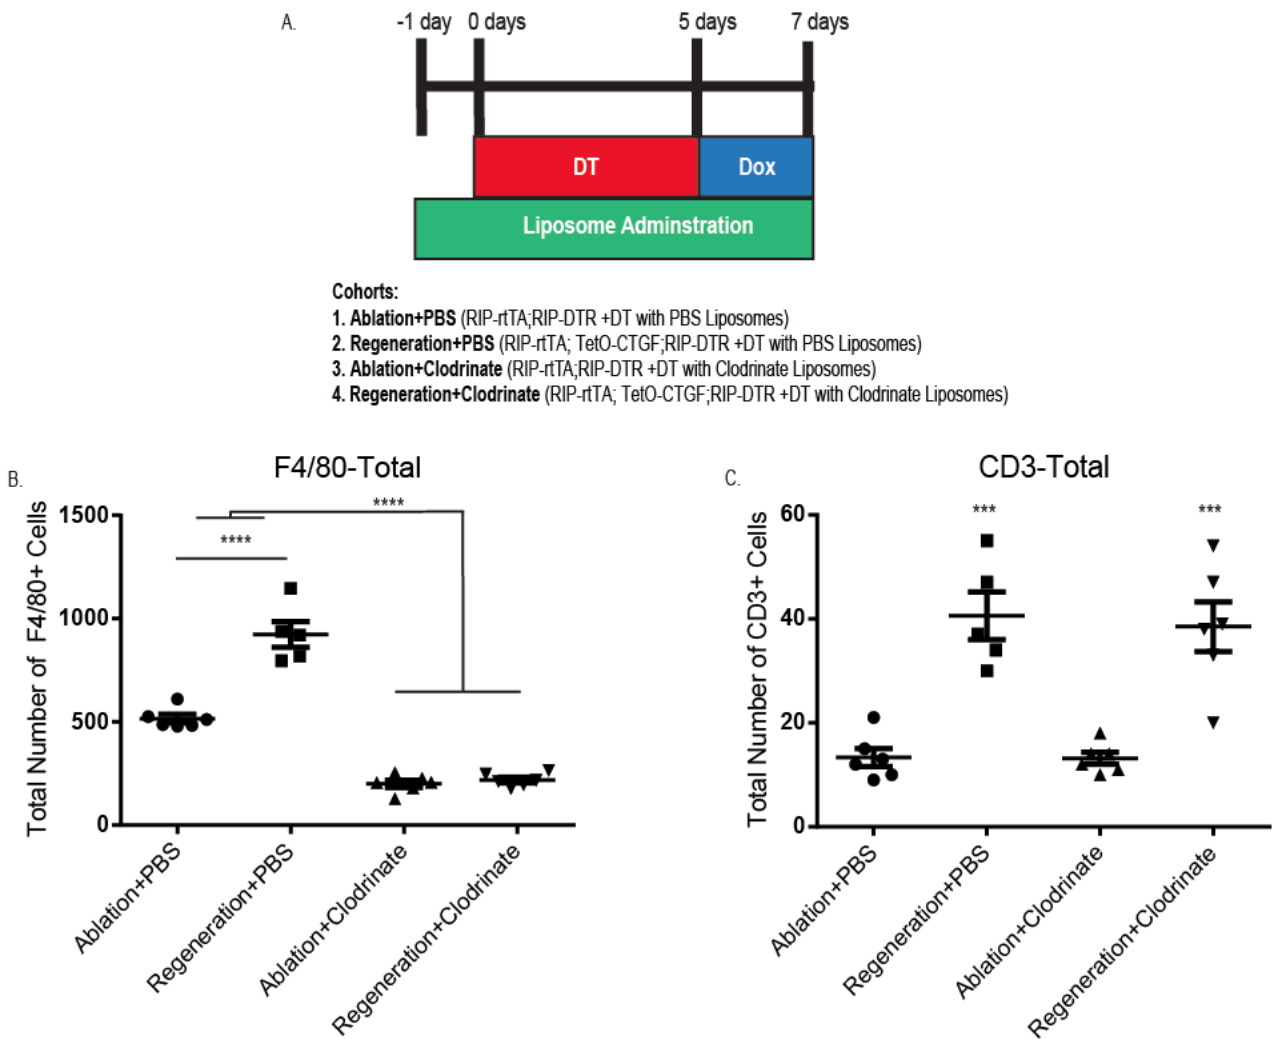 A.
-1 day 0 days 5 days 7 days
DT
Dox
Liposome Adminstration
Cohorts:
1. Ablation+PBS (RIP-rtTA;RIP-DTR +DT with PBS Liposomes)
2. Regeneration+PBS (RIP-rtTA; TetO-CTGF;RIP-DTR +DT with PBS Liposomes)
3. Ablation+Clodrinate (RIP-rtTA;RIP-DTR +DT with Clodrinate Liposomes)
4. Regeneration+Clodrinate (RIP-rtTA; TetO-CTGF;RIP-DTR +DT with Clodrinate Liposomes)
B.
F4/80-Total
Total Number of F4/80+ Cells
1500
1000
500
0
****
****
Ablation+PBS
Regeneration+PBS
Ablation+Clodrinate
Regeneration+Clodrinate
C.
CD3-Total
Total Number of CD3+ Cells
60
40
20
0
***
***
Ablation+PBS
Regeneration+PBS
Ablation+Clodrinate
Regeneration+Clodrinate